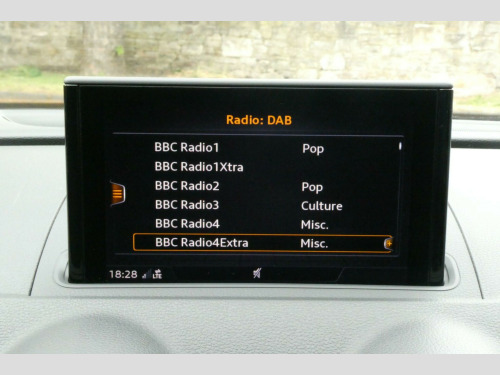 Radio: DAB
BBC Radio1 Pop
BBC Radio1Xtra
BBC Radio2 Pop
BBC Radio3 Culture
BBC Radio4 Misc.
BBC Radio4Extra Misc.
18:28 LTE